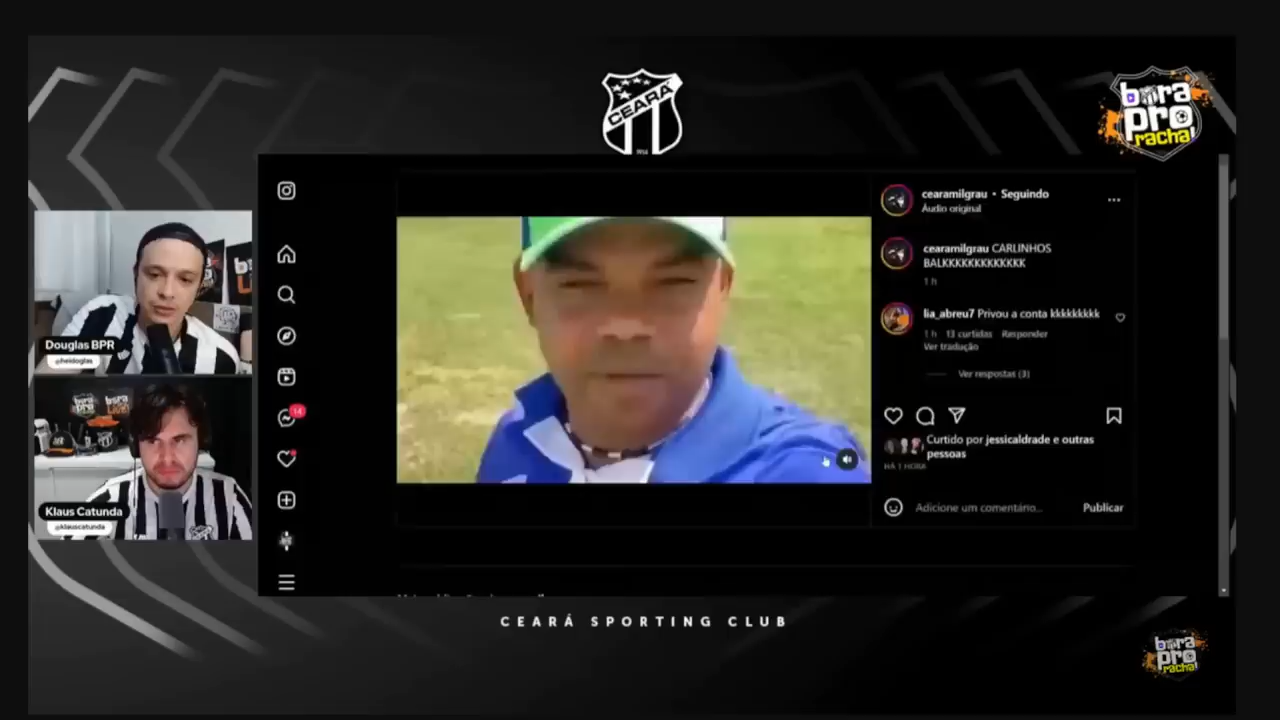 CEARÁ
1914
bora
pro
racha!
cearamilgrau • Seguindo
Áudio original
cearamilgrau CARLINHOS
BALKKKKKKKKKKKK
1 h
lia_abreu7 Privou a conta kkkkkkkkk
1 h 13 curtidas Responder
Ver tradução
Ver respostas (3)
Curtido por jessicaldrade e outras
pessoas
HÁ 1 HORA
Adicione um comentário...
Publicar
14
Douglas BPR
@heidoglas
Klaus Catunda
@klauscatunda
CEARÁ SPORTING CLUB
bora
pro
racha!